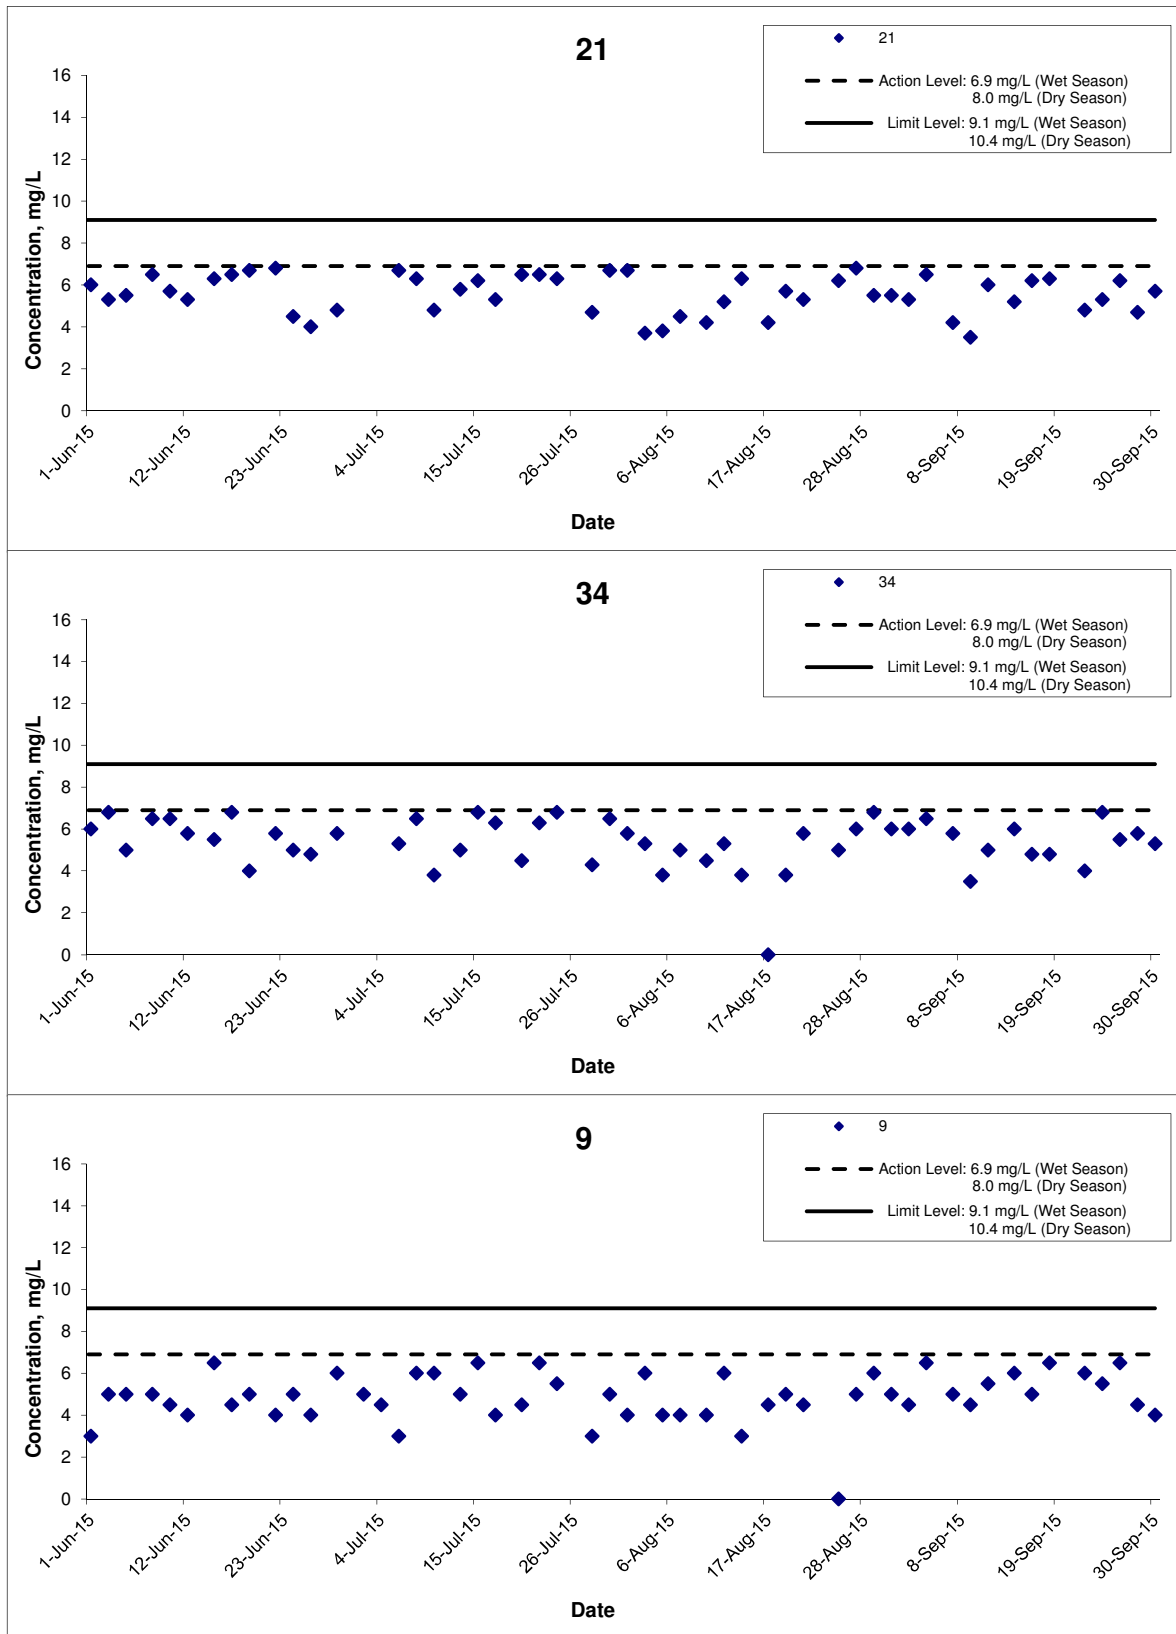 21
21
Action Level: 6.9 mg/L (Wet Season)
8.0 mg/L (Dry Season)
Limit Level: 9.1 mg/L (Wet Season)
10.4 mg/L (Dry Season)
Concentration, mg/L
16
14
12
10
8
6
4
2
0
1-Jun-15
12-Jun-15
23-Jun-15
4-Jul-15
15-Jul-15
26-Jul-15
6-Aug-15
17-Aug-15
28-Aug-15
8-Sep-15
19-Sep-15
30-Sep-15
Date
34
34
Action Level: 6.9 mg/L (Wet Season)
8.0 mg/L (Dry Season)
Limit Level: 9.1 mg/L (Wet Season)
10.4 mg/L (Dry Season)
Concentration, mg/L
16
14
12
10
8
6
4
2
0
1-Jun-15
12-Jun-15
23-Jun-15
4-Jul-15
15-Jul-15
26-Jul-15
6-Aug-15
17-Aug-15
28-Aug-15
8-Sep-15
19-Sep-15
30-Sep-15
Date
9
9
Action Level: 6.9 mg/L (Wet Season)
8.0 mg/L (Dry Season)
Limit Level: 9.1 mg/L (Wet Season)
10.4 mg/L (Dry Season)
Concentration, mg/L
16
14
12
10
8
6
4
2
0
1-Jun-15
12-Jun-15
23-Jun-15
4-Jul-15
15-Jul-15
26-Jul-15
6-Aug-15
17-Aug-15
28-Aug-15
8-Sep-15
19-Sep-15
30-Sep-15
Date